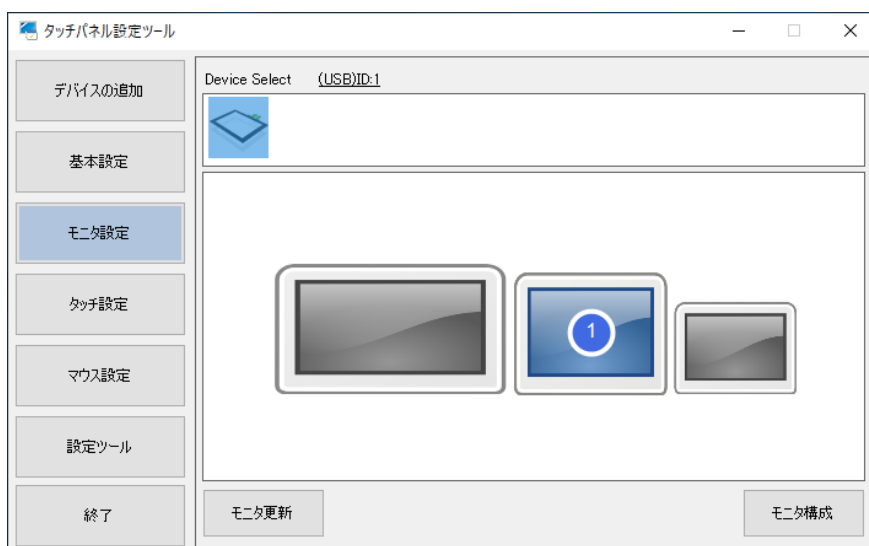 タッチパネル設定ツール
デバイスの追加
基本設定
モニタ設定
タッチ設定
マウス設定
設定ツール
終了
Device Select (USB)ID:1
1
モニタ更新
モニタ構成